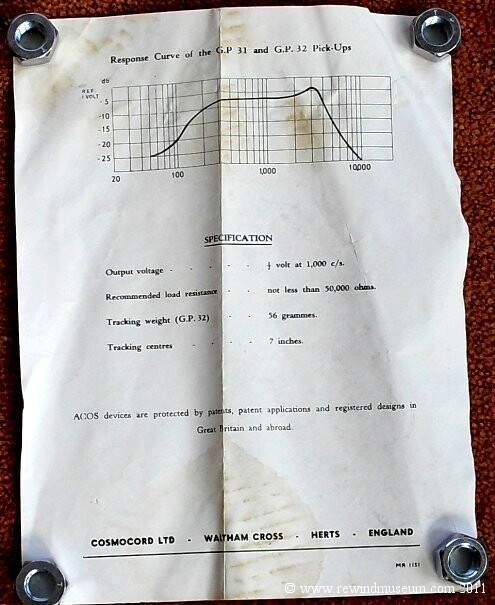 Response Curve of the G.P 31 and G.P. 32 Pick-Ups
db
REF.
1 VOLT
- 5
-10
-15
-20
-25
20 100 1,000 10,000
SPECIFICATION
Output voltage - - - - - volt at 1,000 c/s.
Recommended load resistance - - not less than 50,000 ohms.
Tracking weight (G.P. 32) - - 56 grammes.
Tracking centres - - - - 7 inches.
ACOS devices are protected by patents, patent applications and registered designs in
Great Britain and abroad.
COSMOCORD LTD - WALTHAM CROSS - HERTS - ENGLAND
MR 1151
© www.rewindmuseum.com 2011